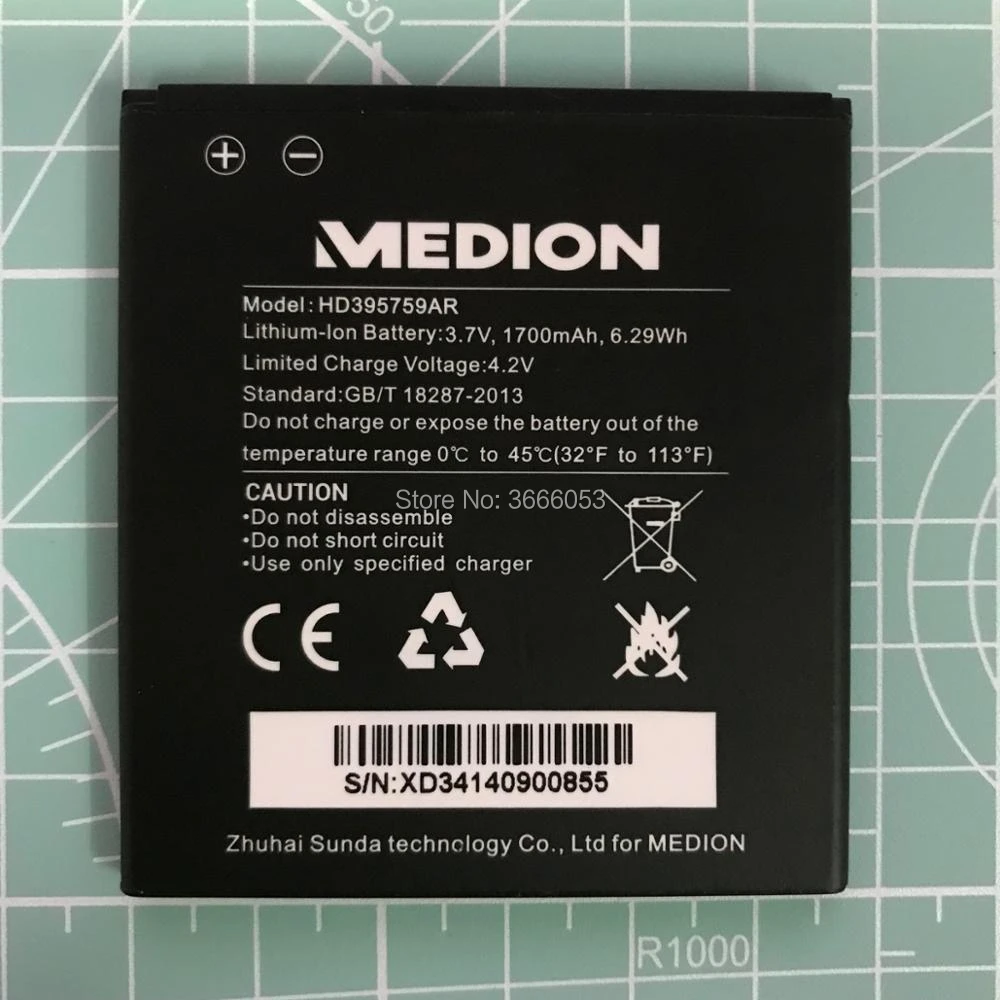 50
+ −
MEDION
Model: HD395759AR
Lithium-Ion Battery:3.7V, 1700mAh, 6.29Wh
Limited Charge Voltage:4.2V
Standard:GB/T 18287-2013
Do not charge or expose the battery out of the
temperature range 0℃ to 45℃(32°F to 113°F)
CAUTION
Store No: 3666053
•Do not disassemble
•Do not short circuit
•Use only specified charger
CE
S/N:XD34140900855
Zhuhai Sunda technology Co., Ltd for MEDION
R1000